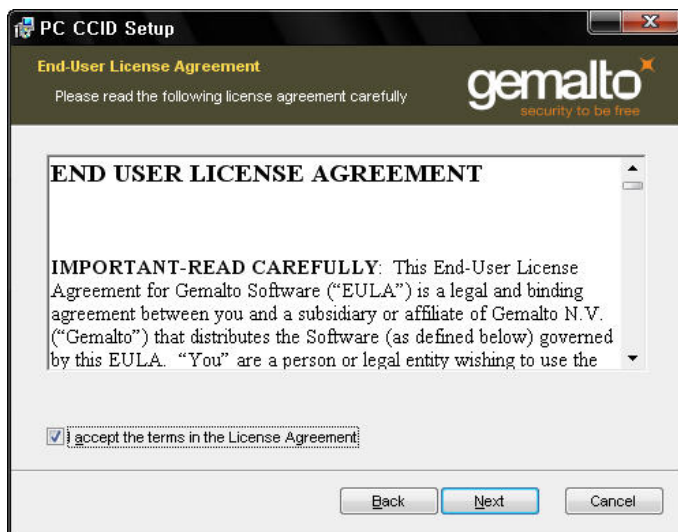 PC CCID Setup
End-User License Agreement
Please read the following license agreement carefully
gemalto
security to be free
END USER LICENSE AGREEMENT
IMPORTANT-READ CAREFULLY: This End-User License
Agreement for Gemalto Software (“EULA”) is a legal and binding
agreement between you and a subsidiary or affiliate of Gemalto N.V.
(“Gemalto”) that distributes the Software (as defined below) governed
by this EULA. “You” are a person or legal entity wishing to use the
I accept the terms in the License Agreement
Back Next Cancel